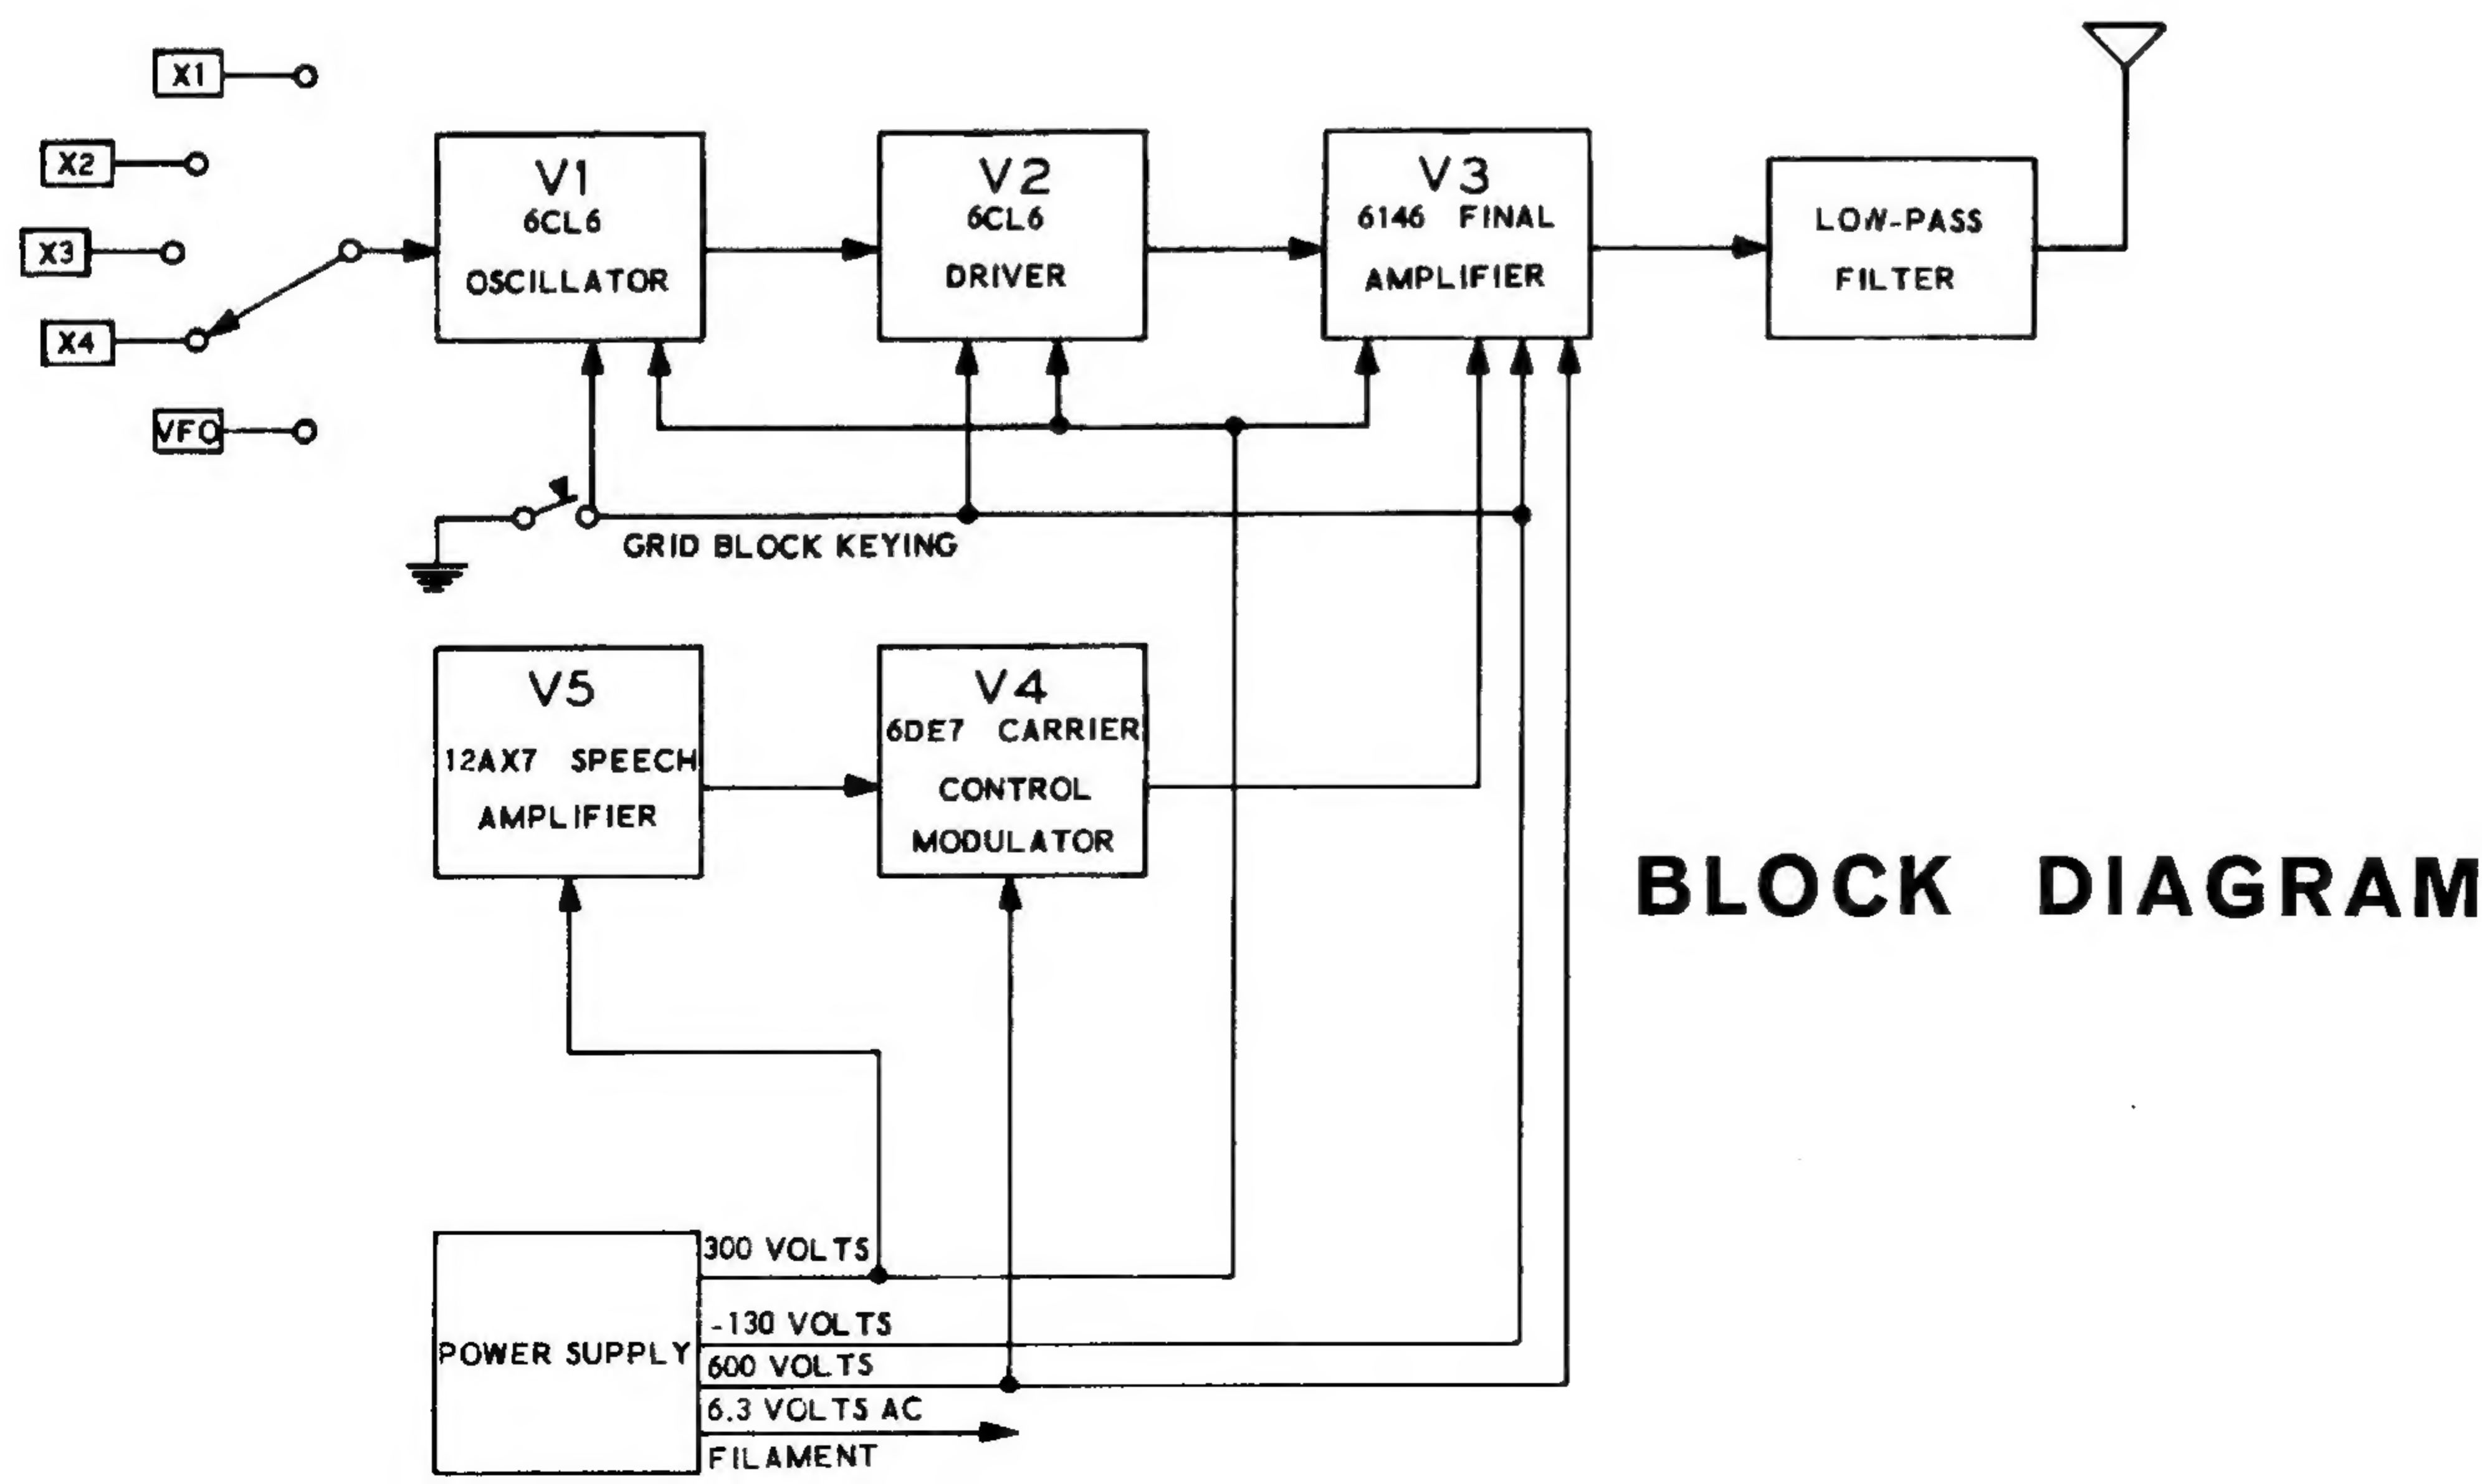 X1
X2
X3
X4
VFO
V1
6CL6
OSCILLATOR
V2
6CL6
DRIVER
V3
6146 FINAL
AMPLIFIER
LOW-PASS
FILTER
GRID BLOCK KEYING
V5
12AX7 SPEECH
AMPLIFIER
V4
6DE7 CARRIER
CONTROL
MODULATOR
BLOCK DIAGRAM
POWER SUPPLY
300 VOLTS
-130 VOLTS
600 VOLTS
6.3 VOLTS AC
FILAMENT